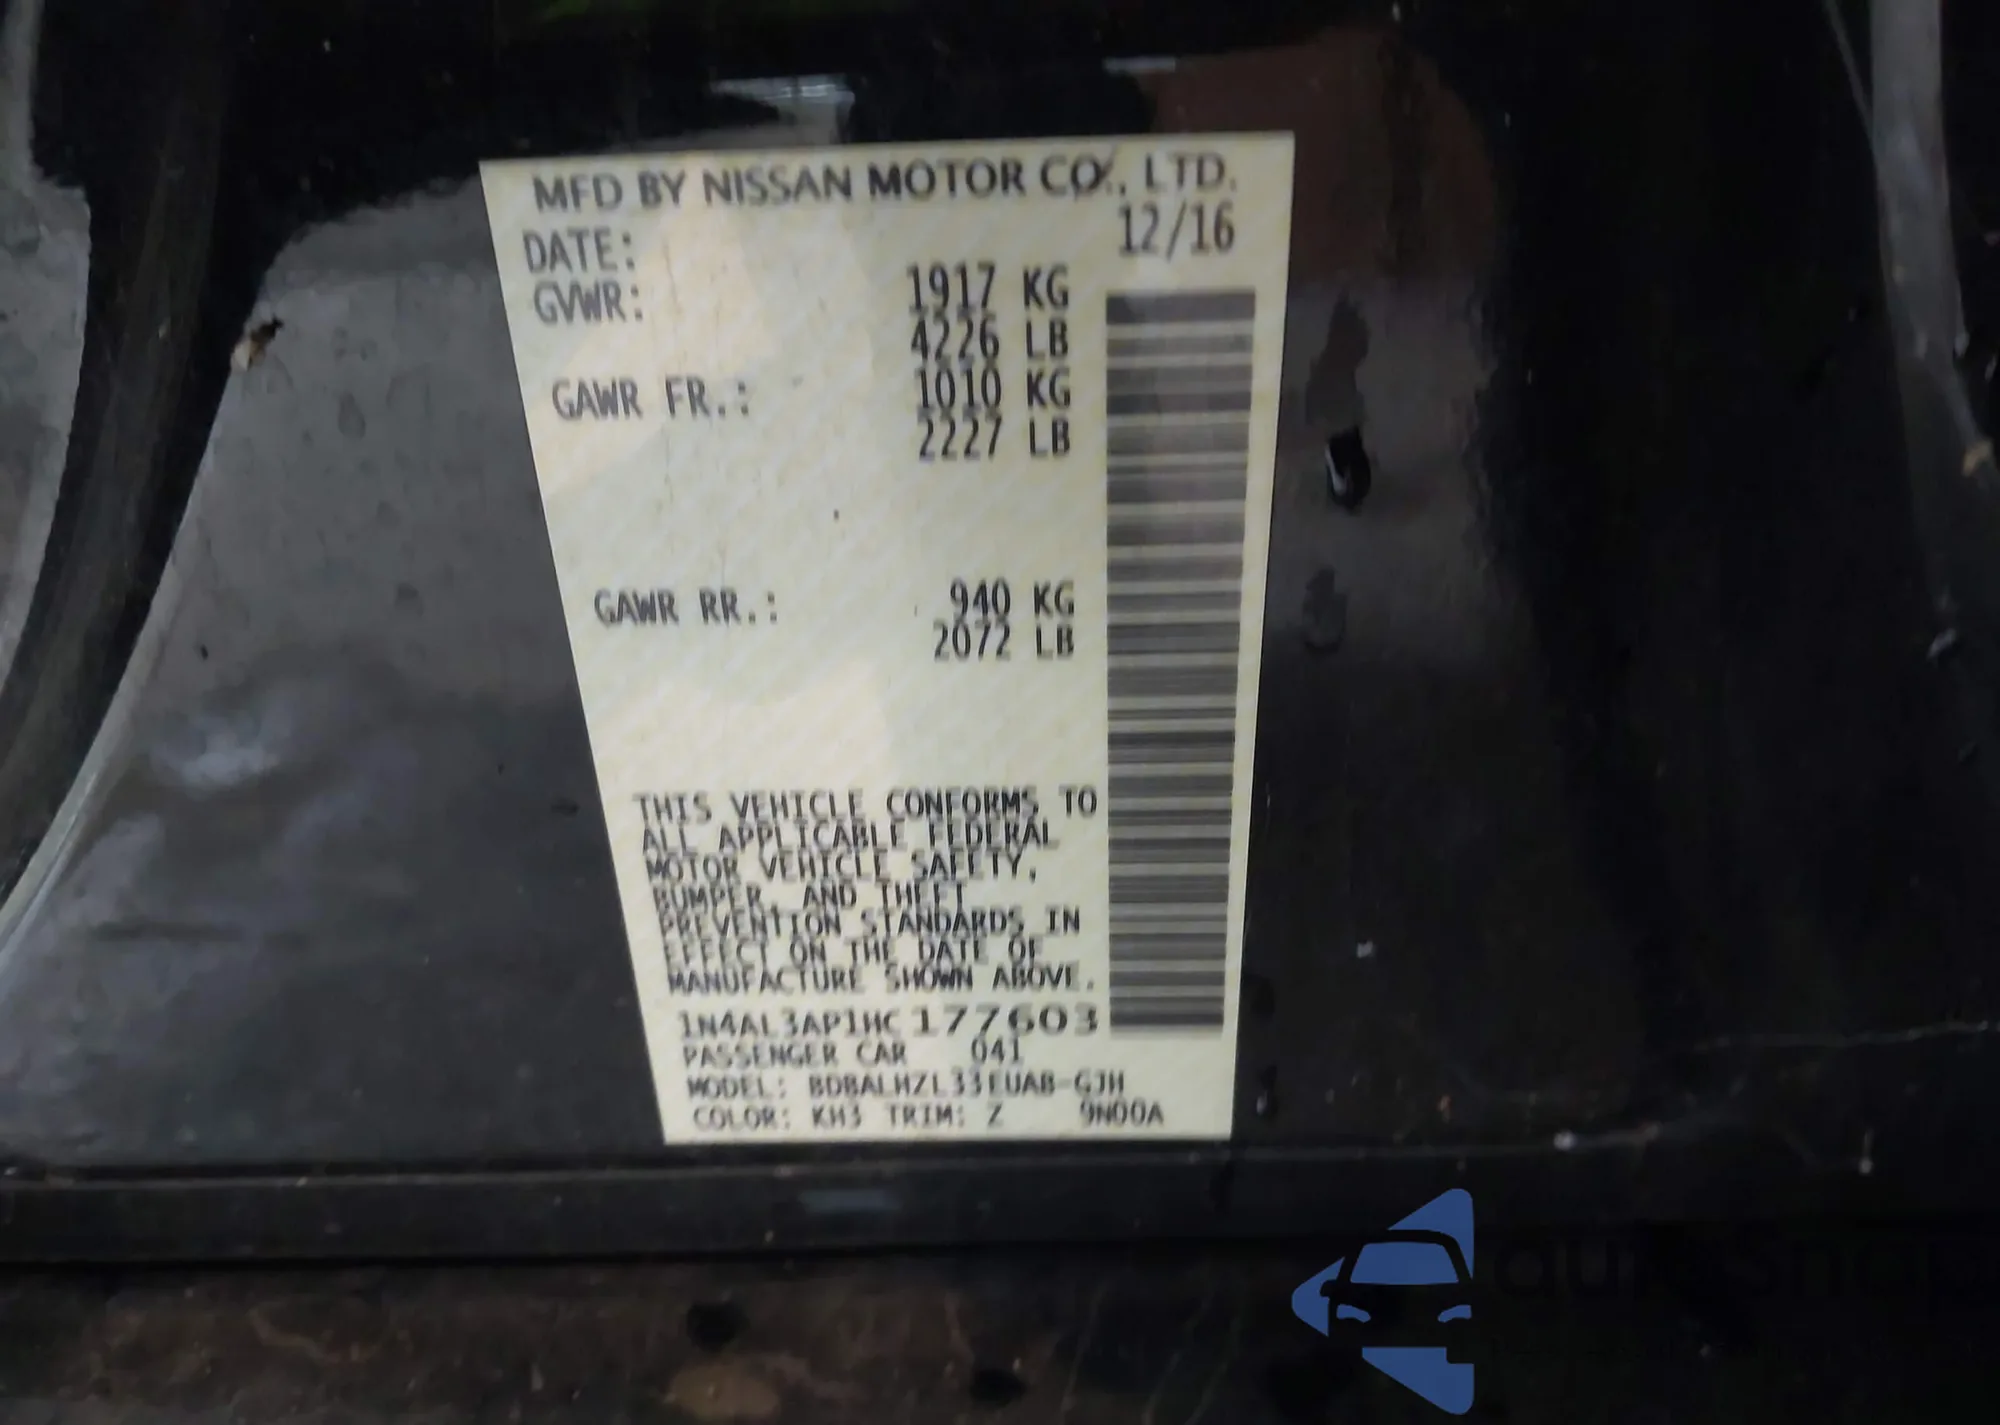 MFD BY NISSAN MOTOR CO., LTD.
DATE: 12/16
GVWR: 1917 KG
4226 LB
GAWR FR.: 1010 KG
2227 LB
GAWR RR.: 940 KG
2072 LB
THIS VEHICLE CONFORMS TO
ALL APPLICABLE FEDERAL
MOTOR VEHICLE SAFETY,
BUMPER, AND THEFT
PREVENTION STANDARDS IN
EFFECT ON THE DATE OF
MANUFACTURE SHOWN ABOVE.
1N4AL3AP1HC177603
PASSENGER CAR 041
MODEL: BDBALHZL33EUAB-GJH
COLOR: KH3 TRIM: Z 9N00A